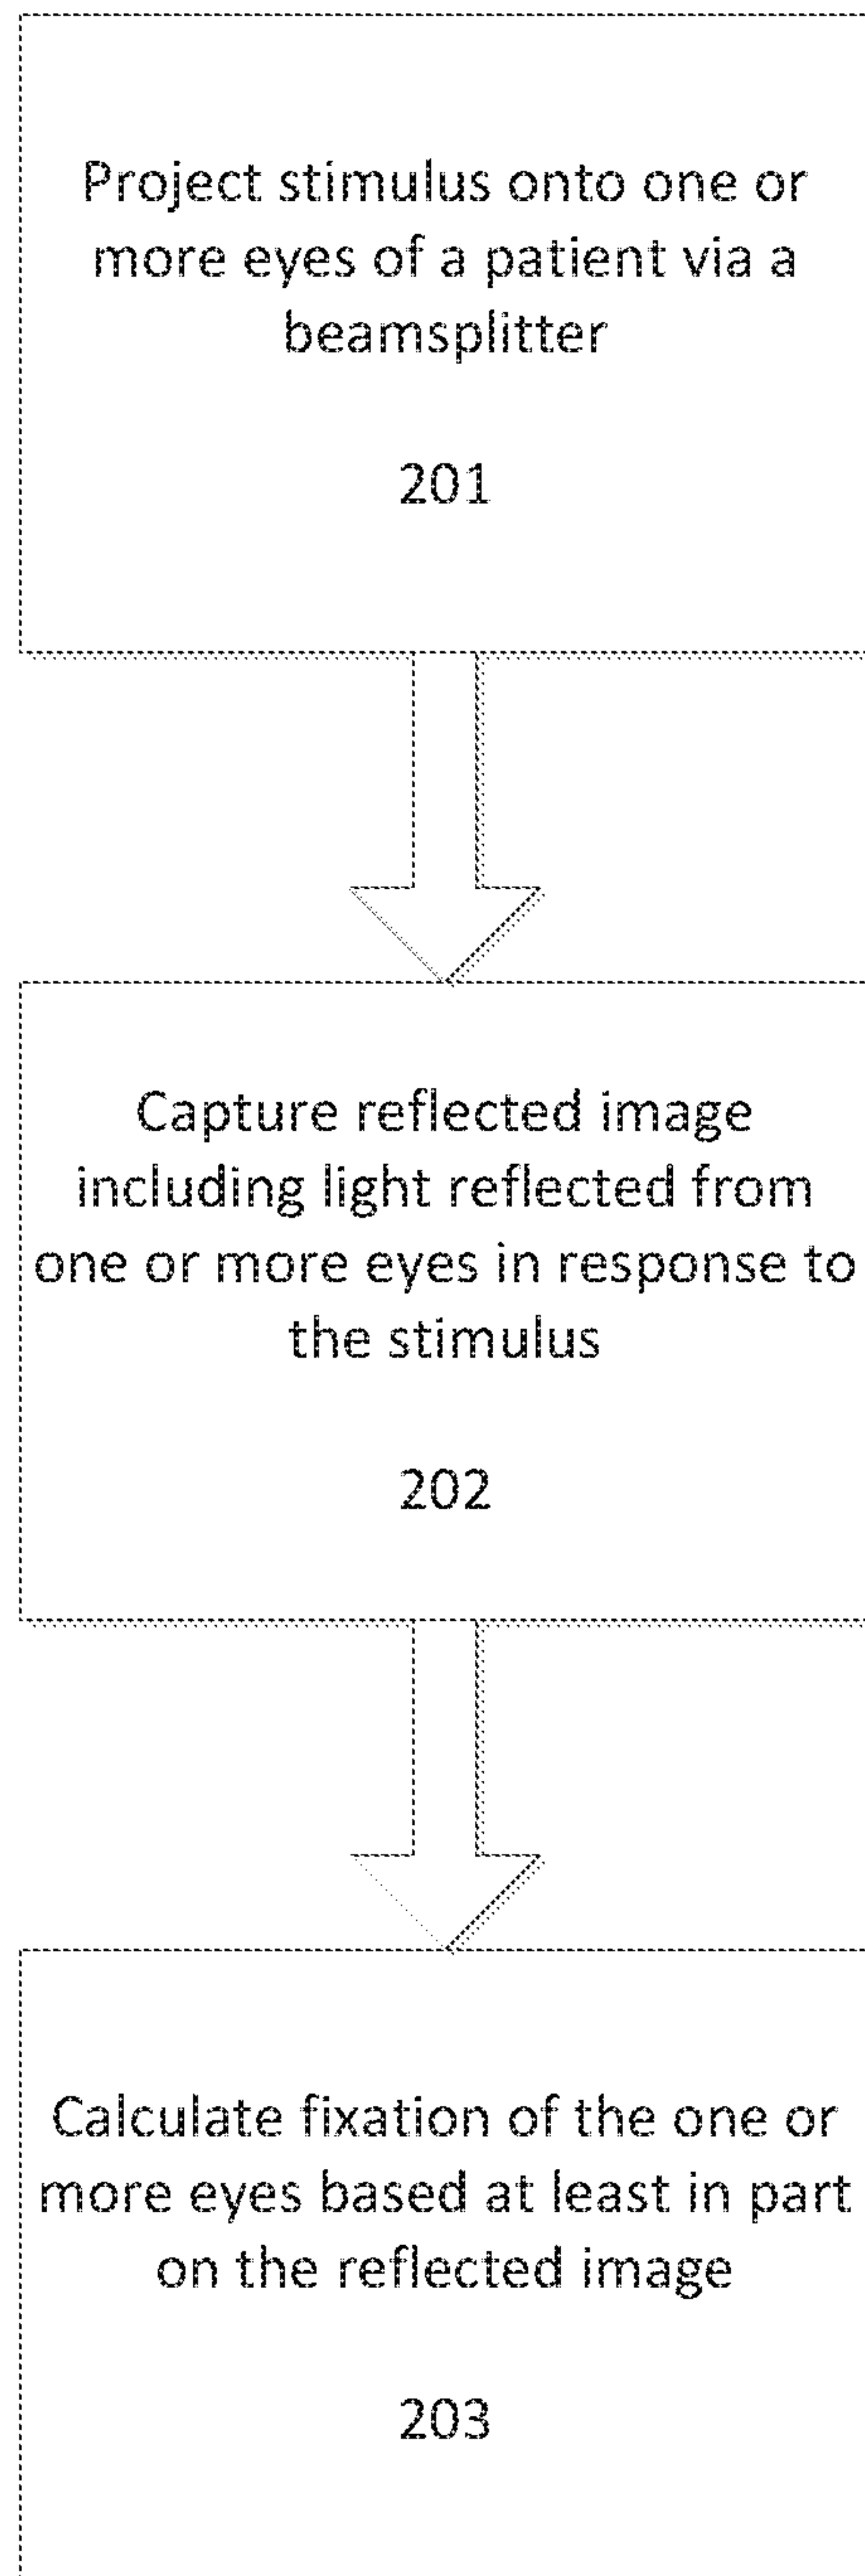 Project stimulus onto one or
more eyes of a patient via a
beamsplitter
201
Capture reflected image
including light reflected from
one or more eyes in response to
the stimulus
202
Calculate fixation of the one or
more eyes based at least in part
on the reflected image
203